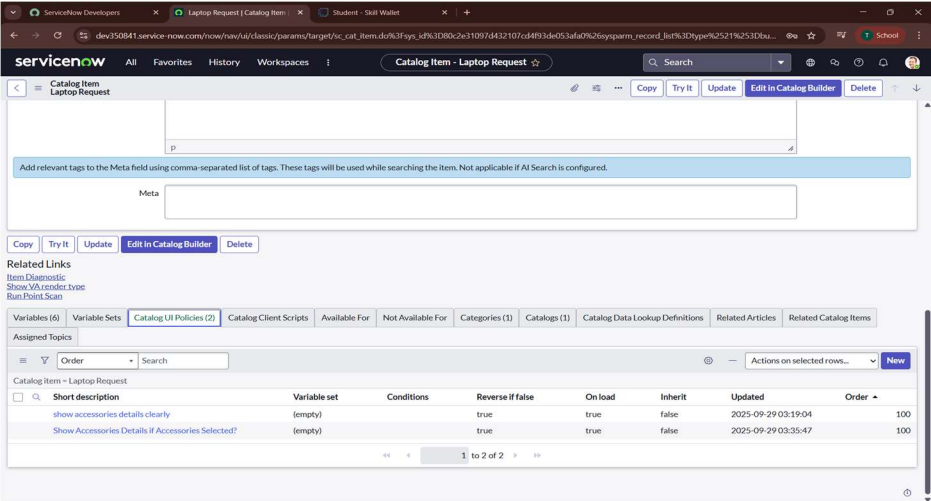 ServiceNow Developers
Laptop Request | Catalog Item |
Student - Skill Wallet
dev350841.service-now.com/now/nav/ui/classic/params/target/sc_cat_item.do%3Fsys_id%3D80c2e31097d432107cd4f93de053afa0%26sysparm_record_list%3Dtype%2521%253Dbu...
T School
servicenow All Favorites History Workspaces Catalog Item - Laptop Request Search
Catalog Item
Laptop Request
Copy Try It Update Edit in Catalog Builder Delete
p
Add relevant tags to the Meta field using comma-separated list of tags. These tags will be used while searching the item. Not applicable if AI Search is configured.
Meta
Copy Try It Update Edit in Catalog Builder Delete
Related Links
Item Diagnostic
Show VA render type
Run Point Scan
Variables (6) Variable Sets Catalog UI Policies (2) Catalog Client Scripts Available For Not Available For Categories (1) Catalogs (1) Catalog Data Lookup Definitions Related Articles Related Catalog Items
Assigned Topics
Order Search Actions on selected rows... New
Catalog item = Laptop Request
Short description Variable set Conditions Reverse if false On load Inherit Updated Order
show accessories details clearly (empty) true true false 2025-09-29 03:19:04 100
Show Accessories Details if Accessories Selected? (empty) true true false 2025-09-29 03:35:47 100
1 to 2 of 2